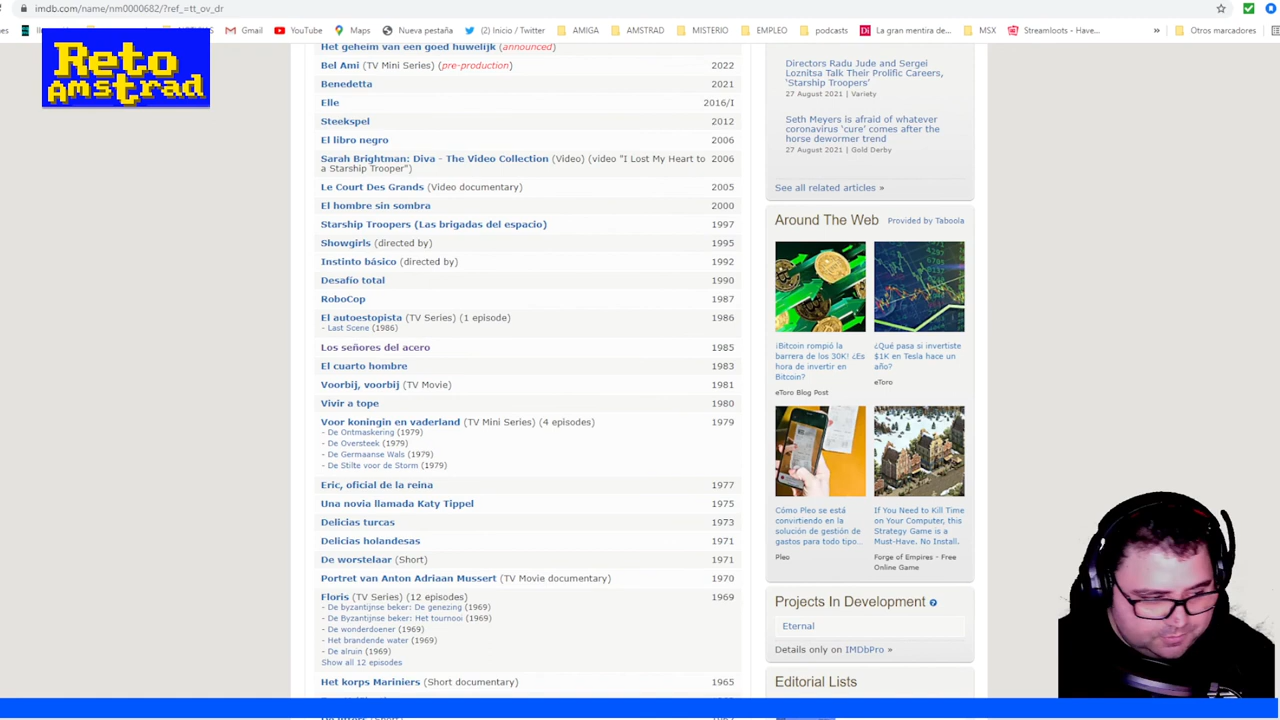 imdb.com/name/nm0000682/?ref_=tt_ov_dr
Gmail
YouTube
Maps
Nueva pestaña
(2) Inicio / Twitter
AMIGA
AMSTRAD
MISTERIO
EMPLEO
podcasts
La gran mentira de...
MSX
Streamloots - Have...
»
Otros marcadores
Reto
Amstrad
Het geheim van een goed huwelijk (announced)
Bel Ami (TV Mini Series) (pre-production) 2022
Benedetta 2021
Elle 2016/I
Steekspel 2012
El libro negro 2006
Sarah Brightman: Diva - The Video Collection (Video) (video "I Lost My Heart to 2006
a Starship Trooper")
Le Court Des Grands (Video documentary) 2005
El hombre sin sombra 2000
Starship Troopers (Las brigadas del espacio) 1997
Showgirls (directed by) 1995
Instinto básico (directed by) 1992
Desafío total 1990
RoboCop 1987
El autoestopista (TV Series) (1 episode) 1986
- Last Scene (1986)
Los señores del acero 1985
El cuarto hombre 1983
Voorbij, voorbij (TV Movie) 1981
Vivir a tope 1980
Voor koningin en vaderland (TV Mini Series) (4 episodes) 1979
- De Ontmaskering (1979)
- De Oversteek (1979)
- De Germaanse Wals (1979)
- De Stilte voor de Storm (1979)
Eric, oficial de la reina 1977
Una novia llamada Katy Tippel 1975
Delicias turcas 1973
Delicias holandesas 1971
De worstelaar (Short) 1971
Portret van Anton Adriaan Mussert (TV Movie documentary) 1970
Floris (TV Series) (12 episodes) 1969
- De byzantijnse beker: De genezing (1969)
- De Byzantijnse beker: Het tournooi (1969)
- De wonderdoener (1969)
- Het brandende water (1969)
- De alruin (1969)
Show all 12 episodes
Het korps Mariniers (Short documentary) 1965
Directors Radu Jude and Sergei
Loznitsa Talk Their Prolific Careers,
'Starship Troopers'
27 August 2021 | Variety
Seth Meyers is afraid of whatever
coronavirus 'cure' comes after the
horse dewormer trend
27 August 2021 | Gold Derby
See all related articles »
Around The Web Provided by Taboola
¡Bitcoin rompió la
barrera de los 30K! ¿Es
hora de invertir en
Bitcoin?
eToro Blog Post
¿Qué pasa si invertiste
$1K en Tesla hace un
año?
eToro
Cómo Pleo se está
convirtiendo en la
solución de gestión de
gastos para todo tipo...
Pleo
If You Need to Kill Time
on Your Computer, this
Strategy Game is a
Must-Have. No Install.
Forge of Empires - Free
Online Game
Projects In Development
Eternal
Details only on IMDbPro »
Editorial Lists